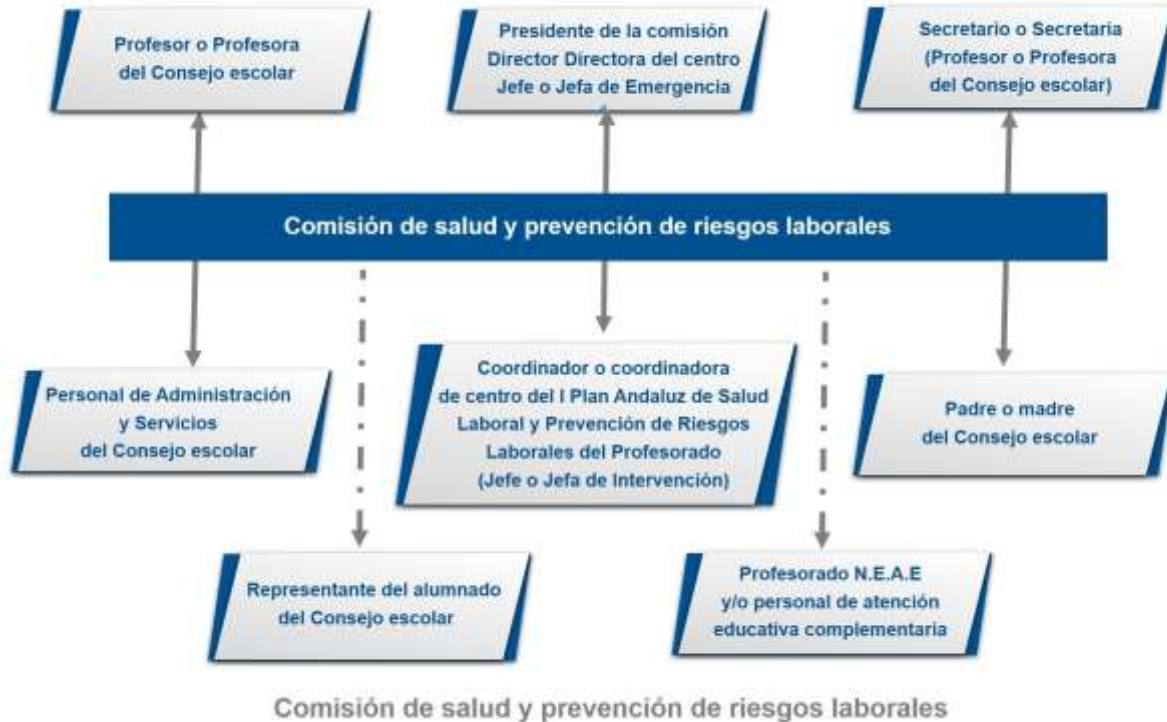 Profesor o Profesora
del Consejo escolar
Presidente de la comisión
Director Directora del centro
Jefe o Jefa de Emergencia
Secretario o Secretaria
(Profesor o Profesora
del Consejo escolar)
Comisión de salud y prevención de riesgos laborales
Personal de Administración
y Servicios
del Consejo escolar
Coordinador o coordinadora
de centro del I Plan Andaluz de Salud
Laboral y Prevención de Riesgos
Laborales del Profesorado
(Jefe o Jefa de Intervención)
Padre o madre
del Consejo escolar
Representante del alumnado
del Consejo escolar
Profesorado N.E.A.E
y/o personal de atención
educativa complementaria
Comisión de salud y prevención de riesgos laborales